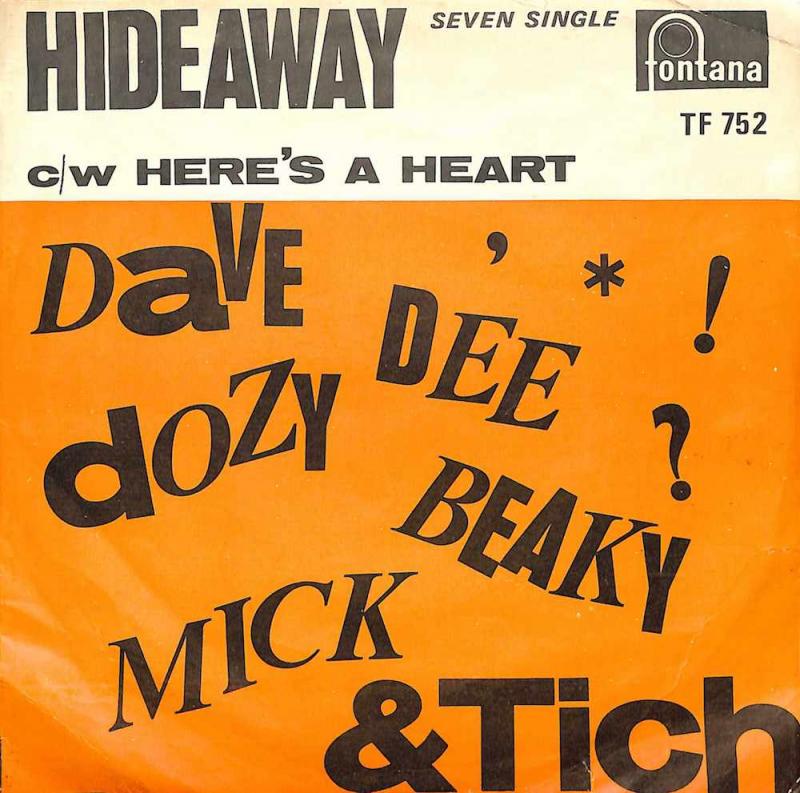 HIDEAWAY
SEVEN SINGLE
fontana
TF 752
c/w HERE'S A HEART
DaVE
DEE
, * !
dOZY
?
BEAKY
MICK
& Tich